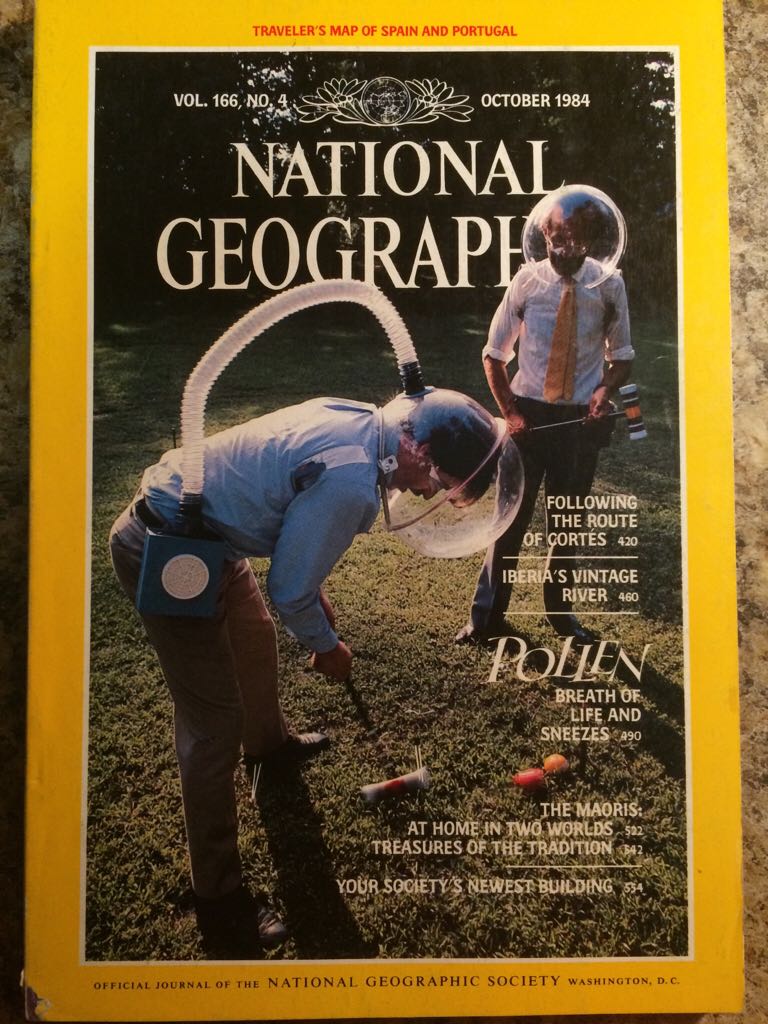 TRAVELER'S MAP OF SPAIN AND PORTUGAL
VOL. 166, NO. 4
OCTOBER 1984
NATIONAL
GEOGRAPH
FOLLOWING
THE ROUTE
OF CORTÉS 420
IBERIA'S VINTAGE
RIVER 460
POLLEN
BREATH OF
LIFE AND
SNEEZES 490
THE MAORIS:
AT HOME IN TWO WORLDS 522
TREASURES OF THE TRADITION 542
YOUR SOCIETY'S NEWEST BUILDING 554
OFFICIAL JOURNAL OF THE NATIONAL GEOGRAPHIC SOCIETY WASHINGTON, D.C.